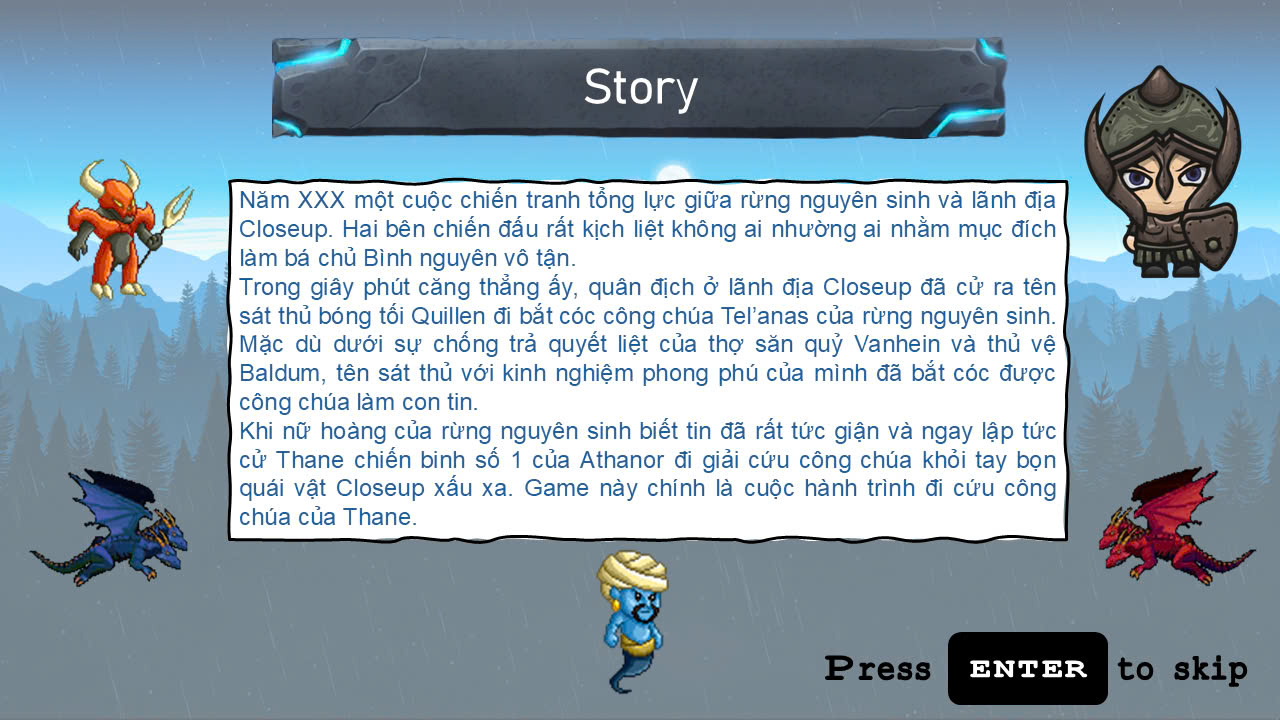 Story
Năm XXX một cuộc chiến tranh tổng lực giữa rừng nguyên sinh và lãnh địa
Closeup. Hai bên chiến đấu rất kịch liệt không ai nhường ai nhằm mục đích
làm bá chủ Bình nguyên vô tận.
Trong giây phút căng thẳng ấy, quân địch ở lãnh địa Closeup đã cử ra tên
sát thủ bóng tối Quillen đi bắt cóc công chúa Tel’anas của rừng nguyên sinh.
Mặc dù dưới sự chống trả quyết liệt của thợ săn quỷ Vanhein và thủ vệ
Baldum, tên sát thủ với kinh nghiệm phong phú của mình đã bắt cóc được
công chúa làm con tin.
Khi nữ hoàng của rừng nguyên sinh biết tin đã rất tức giận và ngay lập tức
cử Thane chiến binh số 1 của Athanor đi giải cứu công chúa khỏi tay bọn
quái vật Closeup xấu xa. Game này chính là cuộc hành trình đi cứu công
chúa của Thane.
Press ENTER to skip